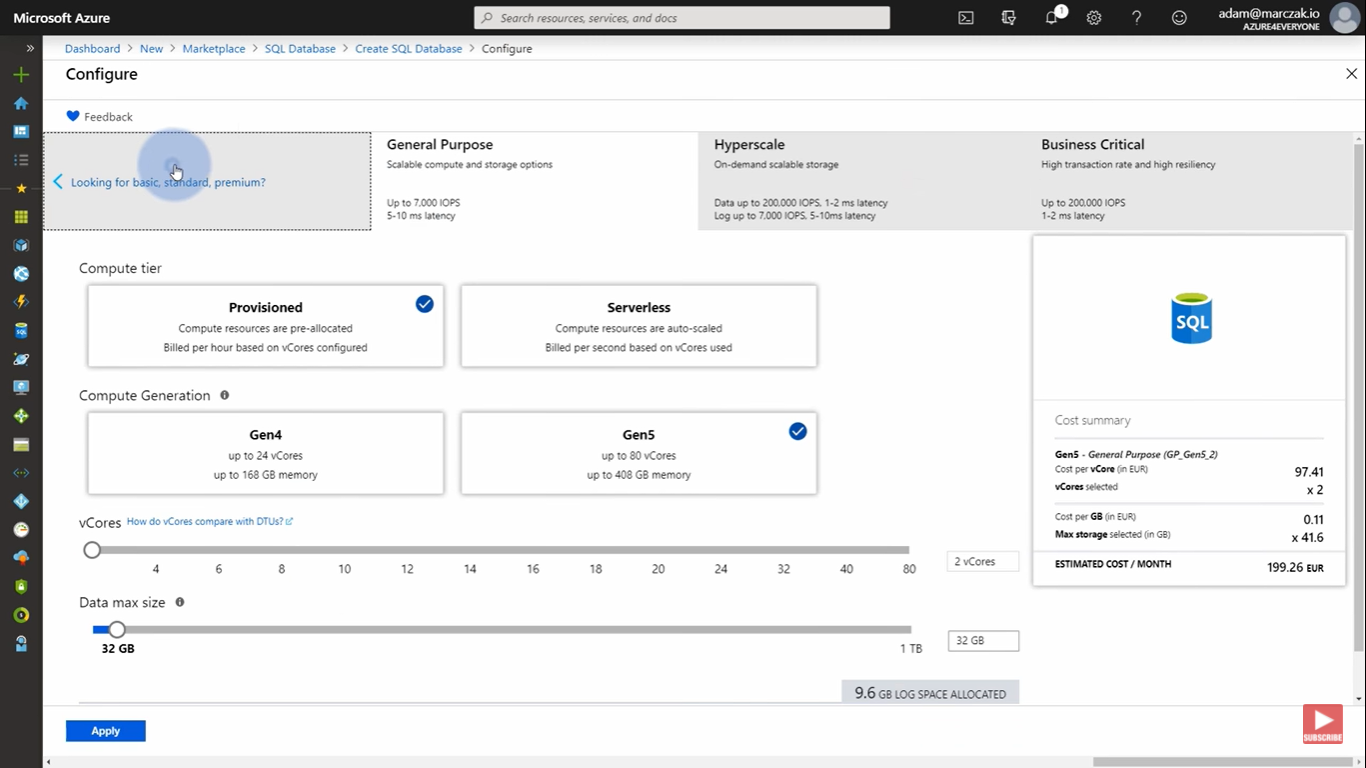 Microsoft Azure
Search resources, services, and docs
1
adam@marczak.io
AZURE4EVERYONE
Dashboard > New > Marketplace > SQL Database > Create SQL Database > Configure
Configure
Feedback
Looking for basic, standard, premium?
General Purpose
Scalable compute and storage options
Up to 7,000 IOPS
5-10 ms latency
Hyperscale
On-demand scalable storage
Data up to 200,000 IOPS, 1-2 ms latency
Log up to 7,000 IOPS, 5-10ms latency
Business Critical
High transaction rate and high resiliency
Up to 200,000 IOPS
1-2 ms latency
Compute tier
Provisioned
Compute resources are pre-allocated
Billed per hour based on vCores configured
Serverless
Compute resources are auto-scaled
Billed per second based on vCores used
Compute Generation
Gen4
up to 24 vCores
up to 168 GB memory
Gen5
up to 80 vCores
up to 408 GB memory
vCores How do vCores compare with DTUs?
4 6 8 10 12 14 16 18 20 24 32 40 80
2 vCores
Data max size
32 GB
1 TB
32 GB
9.6 GB LOG SPACE ALLOCATED
SQL
Cost summary
Gen5 - General Purpose (GP_Gen5_2)
Cost per vCore (in EUR) 97.41
vCores selected x 2
Cost per GB (in EUR) 0.11
Max storage selected (in GB) x 41.6
ESTIMATED COST / MONTH 199.26 EUR
Apply
SUBSCRIBE